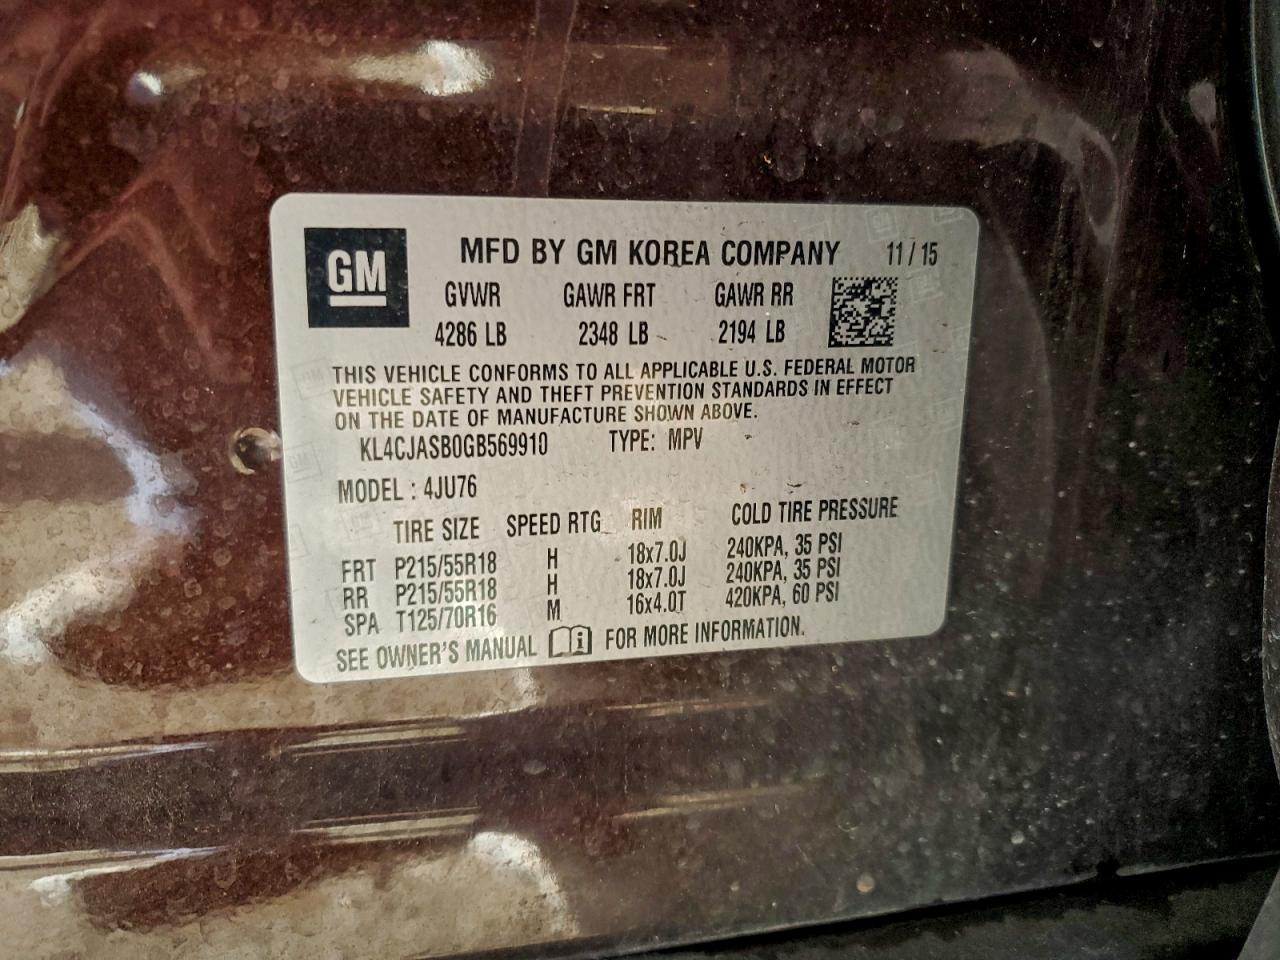 GM
MFD BY GM KOREA COMPANY 11 / 15
GVWR GAWR FRT GAWR RR
4286 LB 2348 LB 2194 LB
THIS VEHICLE CONFORMS TO ALL APPLICABLE U.S. FEDERAL MOTOR
VEHICLE SAFETY AND THEFT PREVENTION STANDARDS IN EFFECT
ON THE DATE OF MANUFACTURE SHOWN ABOVE.
KL4CJASB0GB569910 TYPE: MPV
MODEL : 4JU76
TIRE SIZE SPEED RTG RIM COLD TIRE PRESSURE
FRT P215/55R18 H 18x7.0J 240KPA, 35 PSI
RR P215/55R18 H 18x7.0J 240KPA, 35 PSI
SPA T125/70R16 M 16x4.0T 420KPA, 60 PSI
SEE OWNER'S MANUAL FOR MORE INFORMATION.